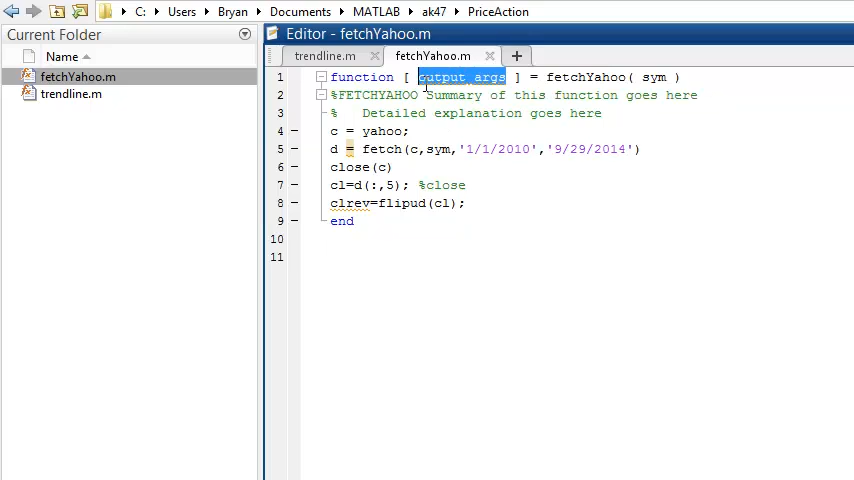 C: Users Bryan Documents MATLAB ak47 PriceAction
Current Folder
Name
fetchYahoo.m
trendline.m
Editor - fetchYahoo.m
trendline.m fetchYahoo.m
1 function [ output_args ] = fetchYahoo( sym )
2 %FETCHYAHOO Summary of this function goes here
3 % Detailed explanation goes here
4 c = yahoo;
5 d = fetch(c,sym,'1/1/2010','9/29/2014')
6 close(c)
7 cl=d(:,5); %close
8 clrev=flipud(cl);
9 end
10
11